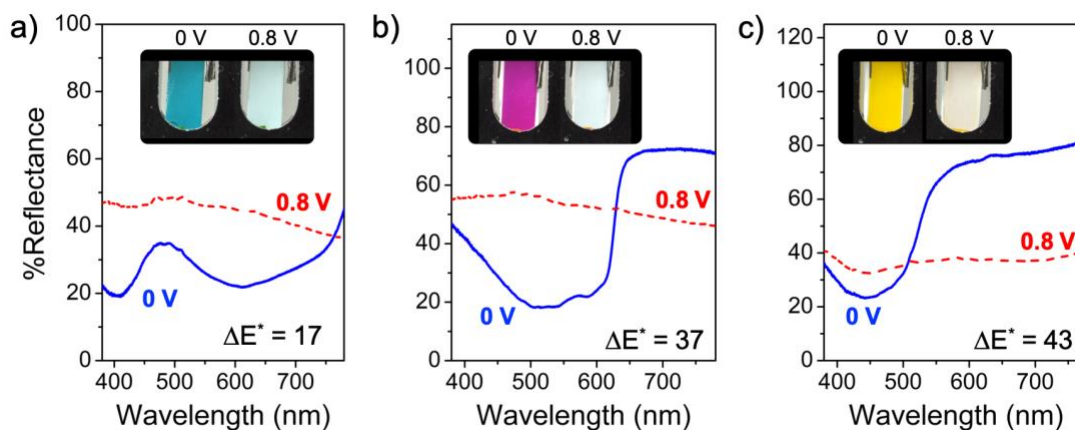 a)
0 V 0.8 V
%Reflectance
100
80
60
40
20
0
0.8 V
0 V
ΔE* = 17
400 500 600 700
Wavelength (nm)
b)
0 V 0.8 V
100
80
60
40
20
0
0.8 V
0 V
ΔE* = 37
400 500 600 700
Wavelength (nm)
c)
0 V 0.8 V
120
100
80
60
40
20
0
0.8 V
0 V
ΔE* = 43
400 500 600 700
Wavelength (nm)